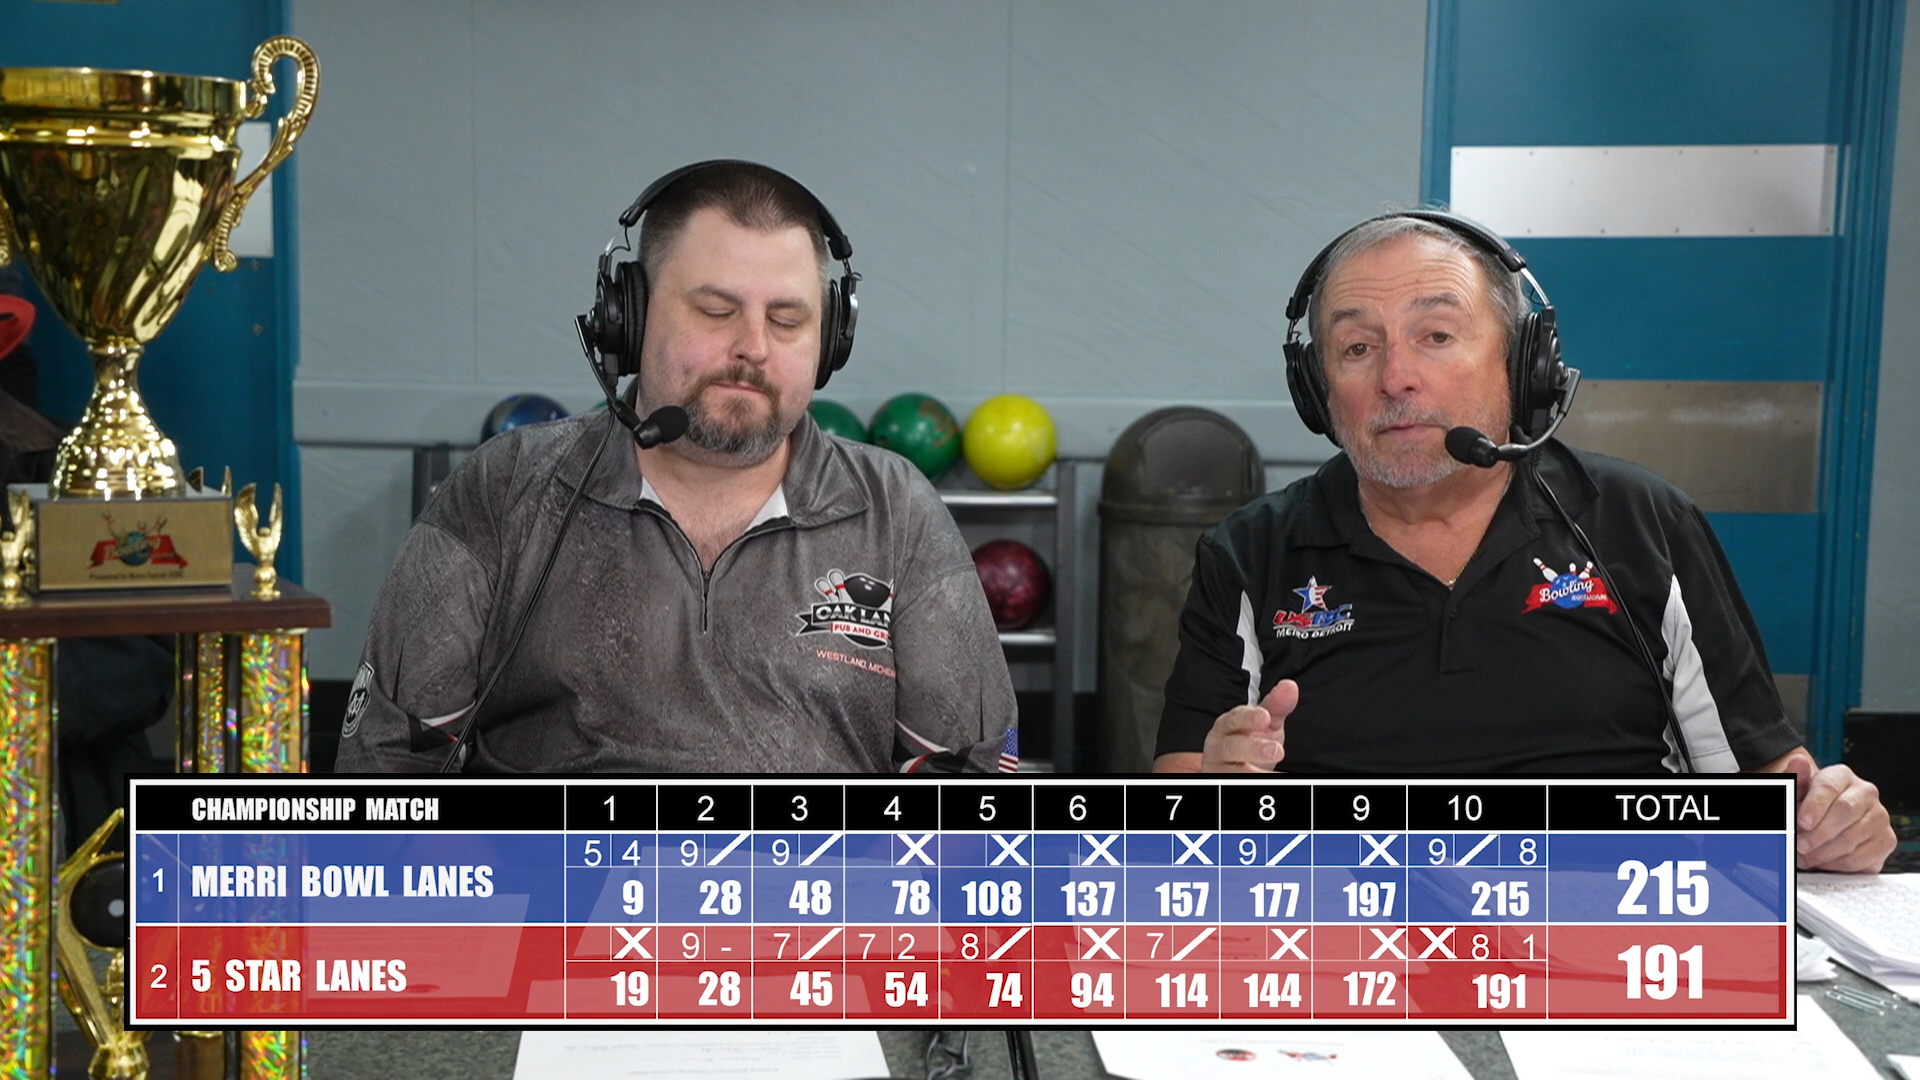 Bowling
OAK LAN
PUB AND GR
WESTLAND, MICHIGAN
METRO DETROIT
Bowling
CHAMPIONSHIP MATCH 1 2 3 4 5 6 7 8 9 10 TOTAL
5 4 9 / 9 / X X X X 9 / X 9 / 8
1 MERRI BOWL LANES 9 28 48 78 108 137 157 177 197 215 215
X 9 - 7 / 7 2 8 / X 7 / X X X 8 1
2 5 STAR LANES 19 28 45 54 74 94 114 144 172 191 191